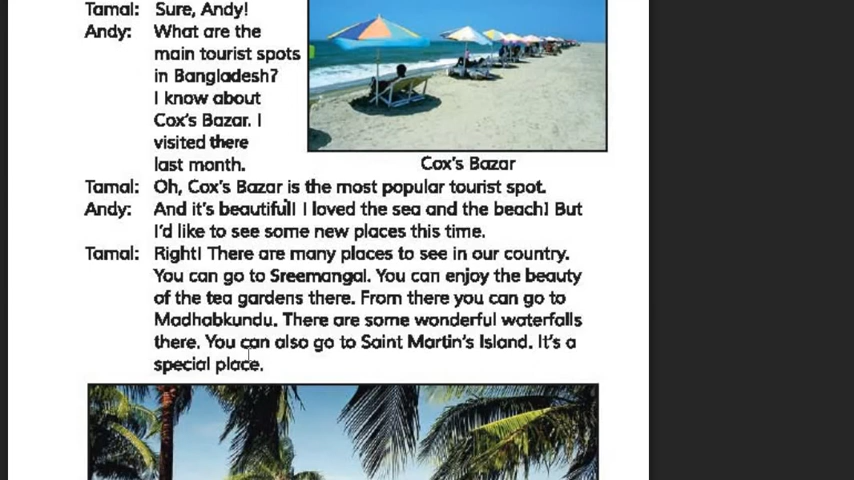 Tamal: Sure, Andy!
Andy: What are the
main tourist spots
in Bangladesh?
I know about
Cox's Bazar. I
visited there
last month.
Cox's Bazar
Tamal: Oh, Cox's Bazar is the most popular tourist spot.
Andy: And it's beautiful! I loved the sea and the beach! But
I'd like to see some new places this time.
Tamal: Right! There are many places to see in our country.
You can go to Sreemangal. You can enjoy the beauty
of the tea gardens there. From there you can go to
Madhabkundu. There are some wonderful waterfalls
there. You can also go to Saint Martin's Island. It's a
special place.